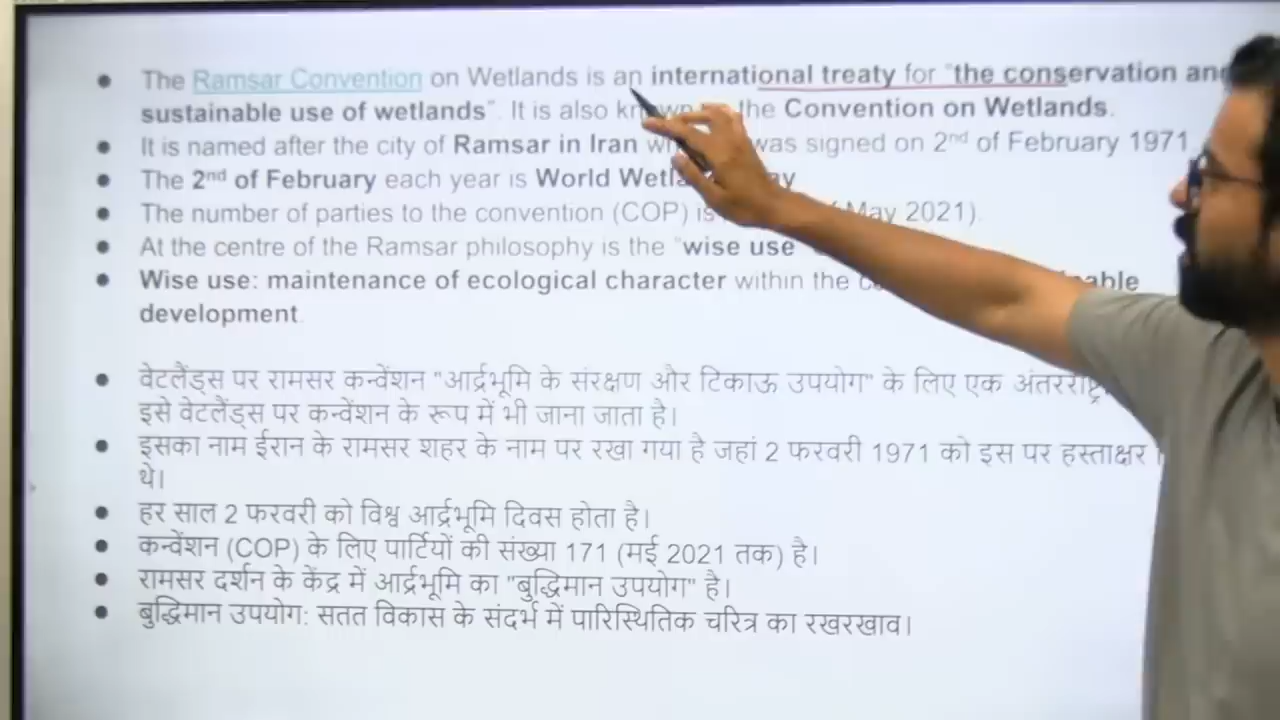 The Ramsar Convention on Wetlands is an international treaty for "the conservation and
sustainable use of wetlands". It is also known the Convention on Wetlands.
It is named after the city of Ramsar in Iran was signed on 2nd of February 1971.
The 2nd of February each year is World
The number of parties to the convention (COP) is May 2021).
At the centre of the Ramsar philosophy is the "wise use
Wise use: maintenance of ecological character within the
development.
वेटलैंड्स पर रामसर कन्वेंशन "आर्द्रभूमि के संरक्षण और टिकाऊ उपयोग" के लिए एक
इसे वेटलैंड्स पर कन्वेंशन के रूप में भी जाना जाता है।
इसका नाम ईरान के रामसर शहर के नाम पर रखा गया है जहां 2 फरवरी 1971 को इस पर हस्ताक्षर
थे।
हर साल 2 फरवरी को विश्व आर्द्रभूमि दिवस होता है।
कन्वेंशन (COP) के लिए पार्टियों की संख्या 171 (मई 2021 तक) है।
रामसर दर्शन के केंद्र में आर्द्रभूमि का "बुद्धिमान उपयोग" है।
बुद्धिमान उपयोग: सतत विकास के संदर्भ में पारिस्थितिक चरित्र का रखरखाव।